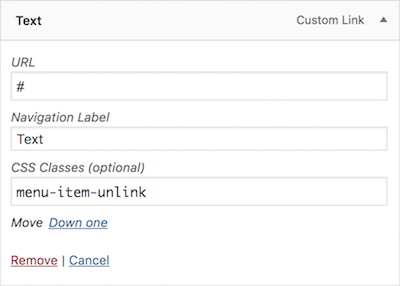 Text Custom Link
URL
#
Navigation Label
Text
CSS Classes (optional)
menu-item-unlink
Move Down one
Remove | Cancel